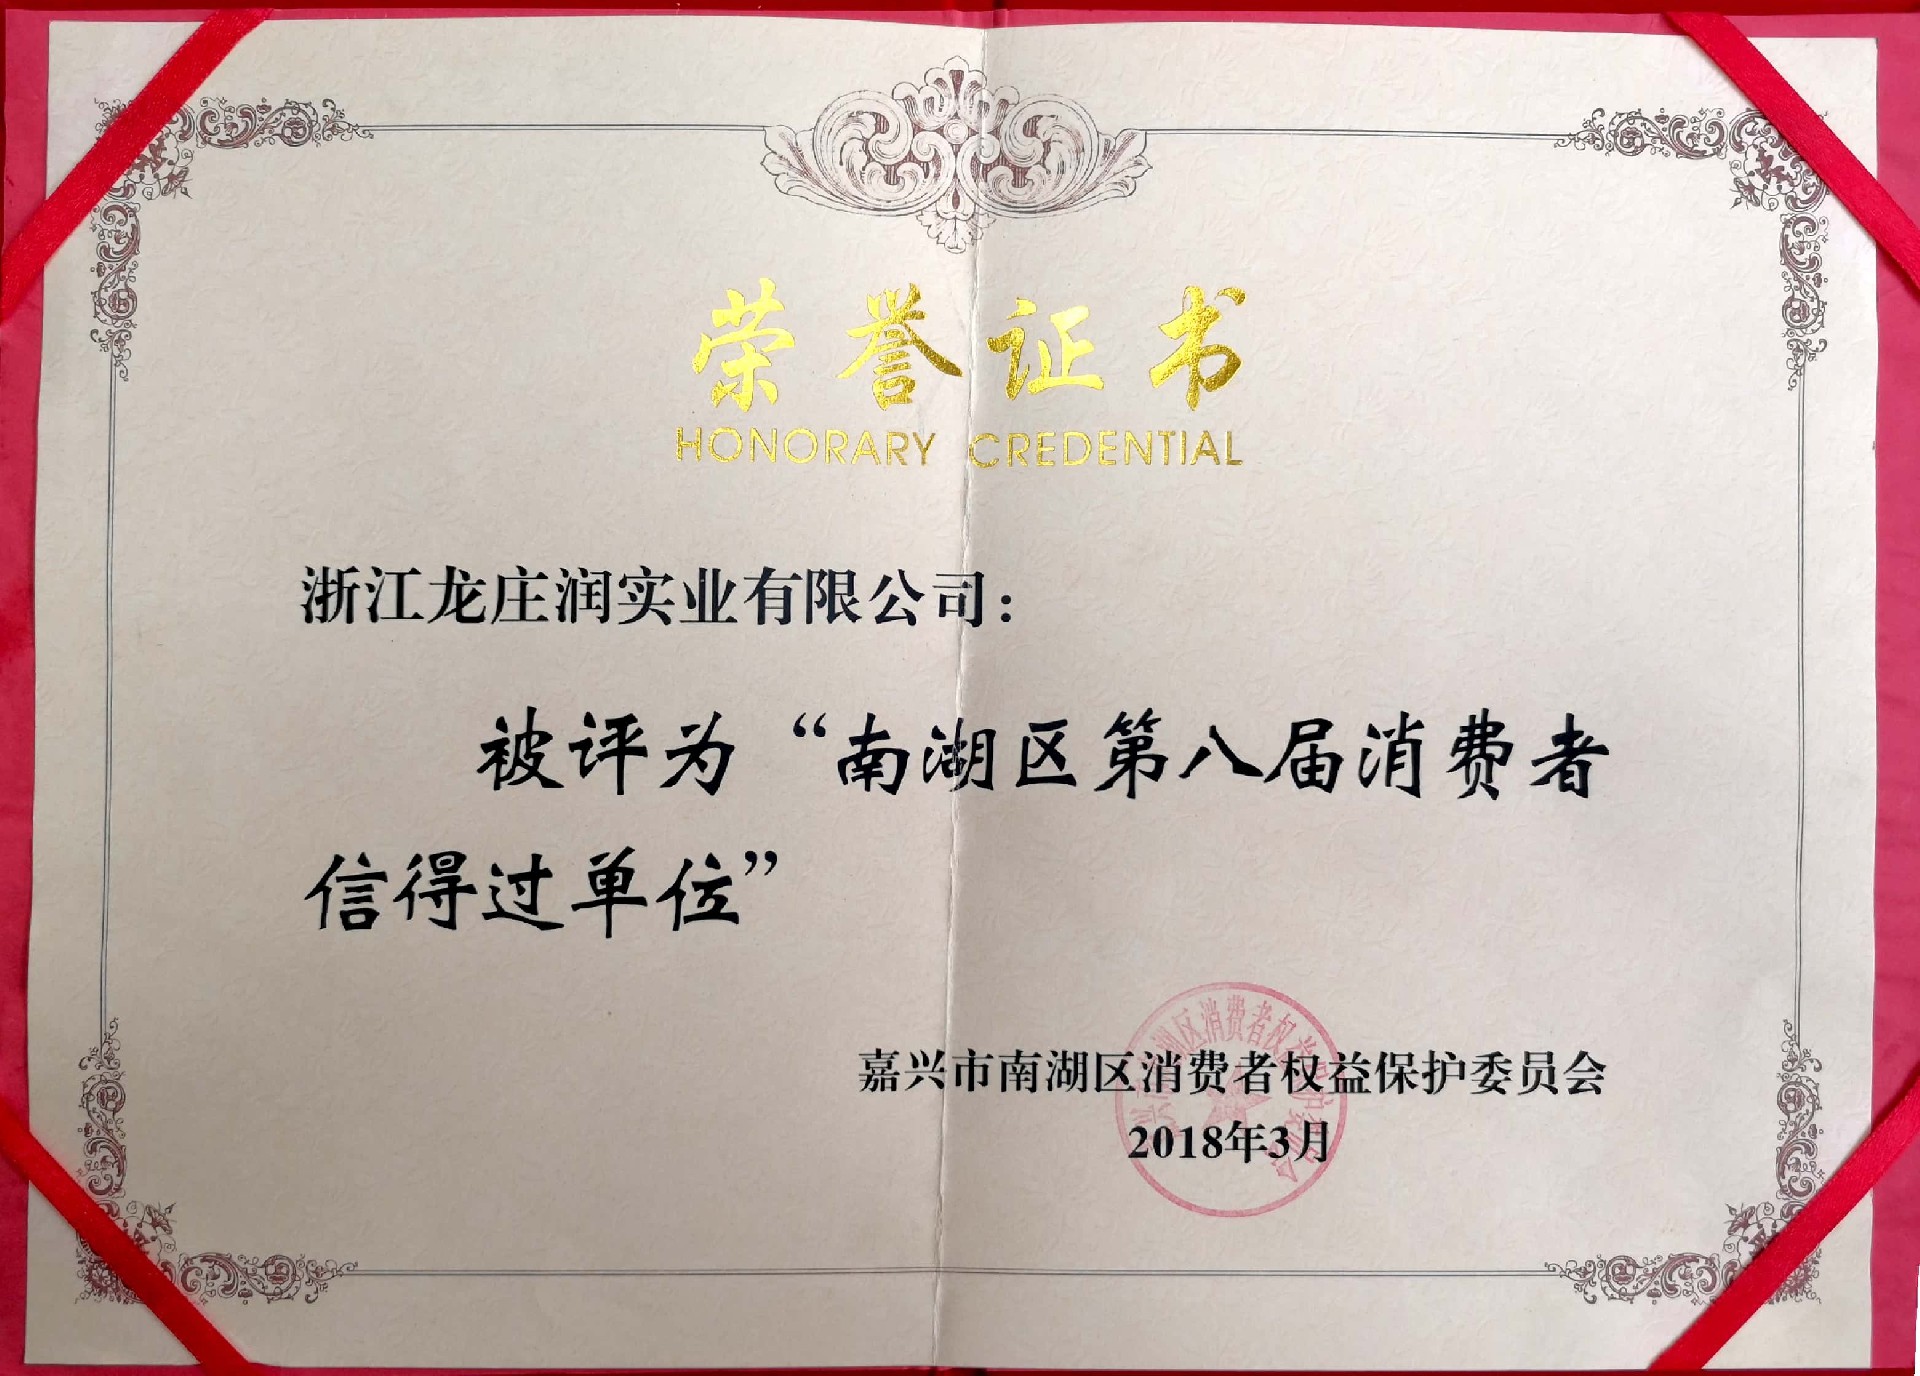 荣誉证书
HONORARY CREDENTIAL
浙江龙庄润实业有限公司：
被评为“南湖区第八届消费者
信得过单位”
嘉兴市南湖区消费者权益保护委员会
2018年3月